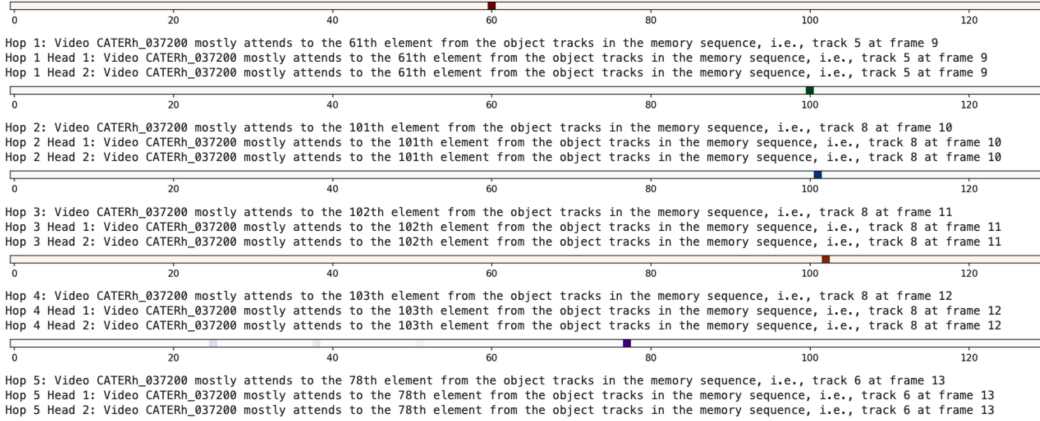 0 20 40 60 80 100 120
Hop 1: Video CATERh_037200 mostly attends to the 61th element from the object tracks in the memory sequence, i.e., track 5 at frame 9
Hop 1 Head 1: Video CATERh_037200 mostly attends to the 61th element from the object tracks in the memory sequence, i.e., track 5 at frame 9
Hop 1 Head 2: Video CATERh_037200 mostly attends to the 61th element from the object tracks in the memory sequence, i.e., track 5 at frame 9
0 20 40 60 80 100 120
Hop 2: Video CATERh_037200 mostly attends to the 101th element from the object tracks in the memory sequence, i.e., track 8 at frame 10
Hop 2 Head 1: Video CATERh_037200 mostly attends to the 101th element from the object tracks in the memory sequence, i.e., track 8 at frame 10
Hop 2 Head 2: Video CATERh_037200 mostly attends to the 101th element from the object tracks in the memory sequence, i.e., track 8 at frame 10
0 20 40 60 80 100 120
Hop 3: Video CATERh_037200 mostly attends to the 102th element from the object tracks in the memory sequence, i.e., track 8 at frame 11
Hop 3 Head 1: Video CATERh_037200 mostly attends to the 102th element from the object tracks in the memory sequence, i.e., track 8 at frame 11
Hop 3 Head 2: Video CATERh_037200 mostly attends to the 102th element from the object tracks in the memory sequence, i.e., track 8 at frame 11
0 20 40 60 80 100 120
Hop 4: Video CATERh_037200 mostly attends to the 103th element from the object tracks in the memory sequence, i.e., track 8 at frame 12
Hop 4 Head 1: Video CATERh_037200 mostly attends to the 103th element from the object tracks in the memory sequence, i.e., track 8 at frame 12
Hop 4 Head 2: Video CATERh_037200 mostly attends to the 103th element from the object tracks in the memory sequence, i.e., track 8 at frame 12
0 20 40 60 80 100 120
Hop 5: Video CATERh_037200 mostly attends to the 78th element from the object tracks in the memory sequence, i.e., track 6 at frame 13
Hop 5 Head 1: Video CATERh_037200 mostly attends to the 78th element from the object tracks in the memory sequence, i.e., track 6 at frame 13
Hop 5 Head 2: Video CATERh_037200 mostly attends to the 78th element from the object tracks in the memory sequence, i.e., track 6 at frame 13